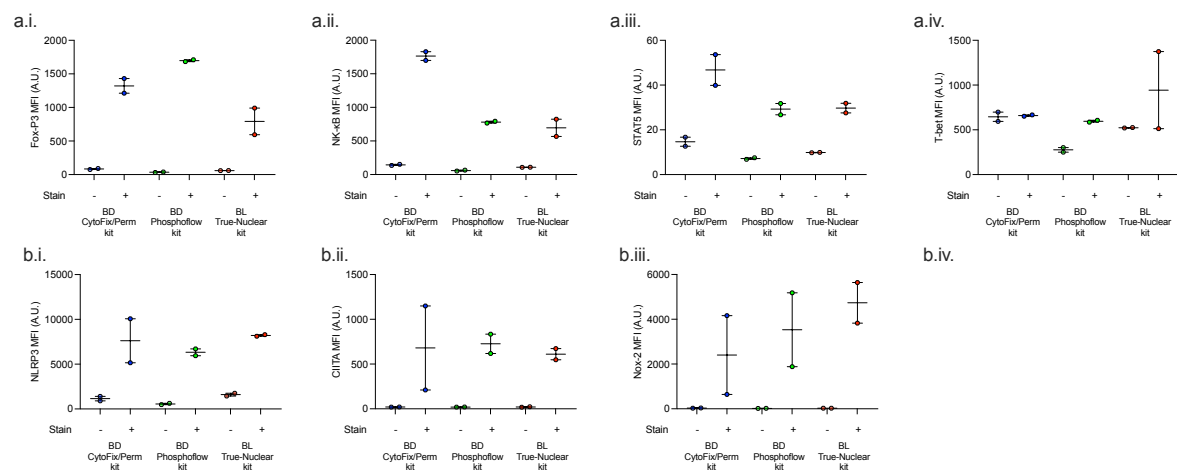 a.i.
Fox-P3 MFI (A.U.)
2000
1500
1000
500
0
Stain - + - + - +
BD BD BL
CytoFix/Perm Phosphoflow True-Nuclear
kit kit kit
a.ii.
NK-κB MFI (A.U.)
2000
1500
1000
500
0
Stain - + - + - +
BD BD BL
CytoFix/Perm Phosphoflow True-Nuclear
kit kit kit
a.iii.
STAT5 MFI (A.U.)
60
40
20
0
Stain - + - + - +
BD BD BL
CytoFix/Perm Phosphoflow True-Nuclear
kit kit kit
a.iv.
T-bet MFI (A.U.)
1500
1000
500
0
Stain - + - + - +
BD BD BL
CytoFix/Perm Phosphoflow True-Nuclear
kit kit kit
b.i.
NLRP3 MFI (A.U.)
15000
10000
5000
0
Stain - + - + - +
BD BD BL
CytoFix/Perm Phosphoflow True-Nuclear
kit kit kit
b.ii.
CIITA MFI (A.U.)
1500
1000
500
0
Stain - + - + - +
BD BD BL
CytoFix/Perm Phosphoflow True-Nuclear
kit kit kit
b.iii.
Nox-2 MFI (A.U.)
6000
4000
2000
0
Stain - + - + - +
BD BD BL
CytoFix/Perm Phosphoflow True-Nuclear
kit kit kit
b.iv.